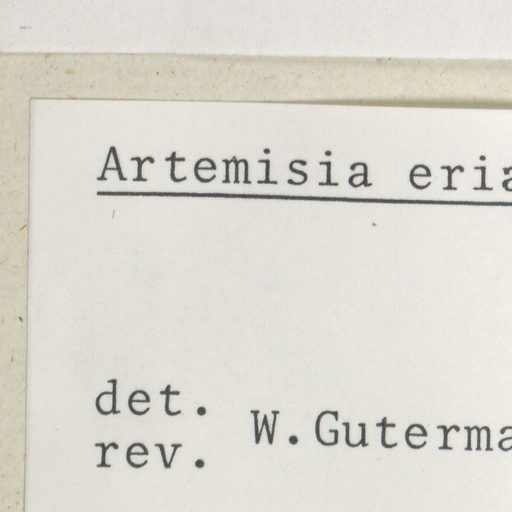 Artemisia eria
det.
W.Guterma
rev.